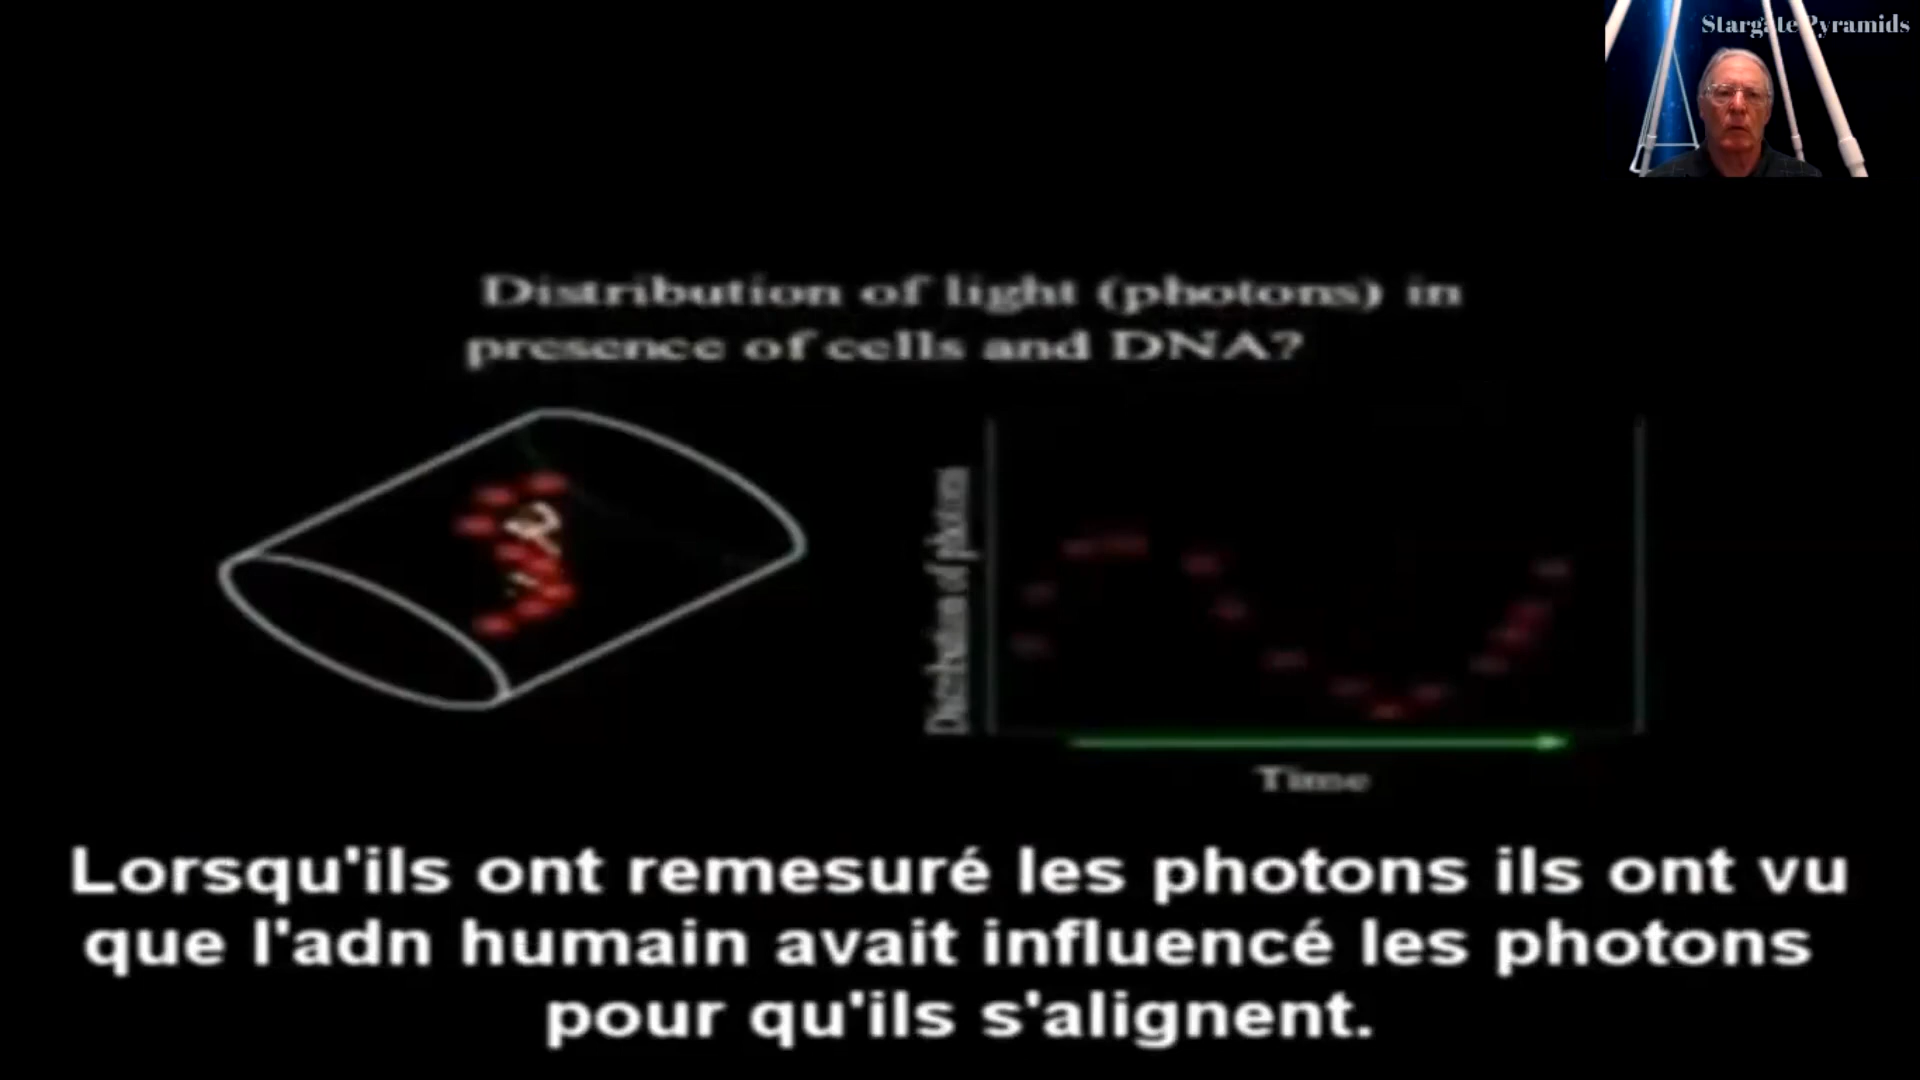 Stargate Pyramids
Distribution of light (photons) in
presence of cells and DNA?
Distribution of photons
Time
Lorsqu'ils ont remesuré les photons ils ont vu
que l'adn humain avait influencé les photons
pour qu'ils s'alignent.